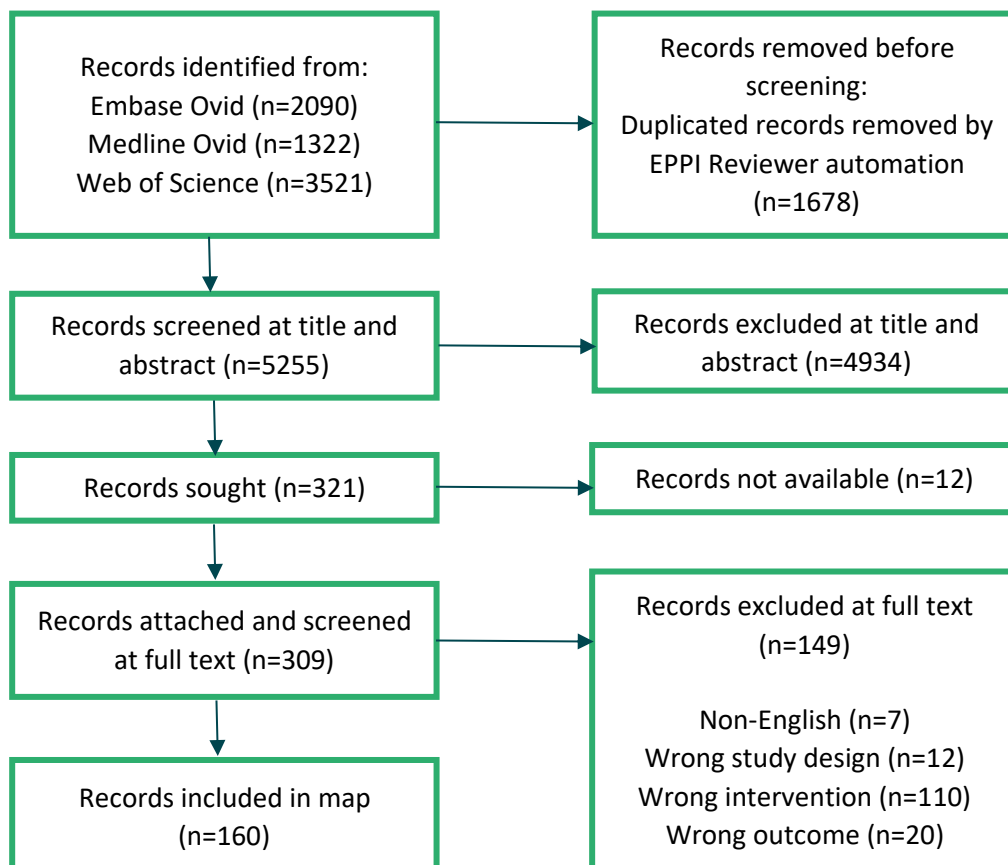 Records identified from:
Embase Ovid (n=2090)
Medline Ovid (n=1322)
Web of Science (n=3521)
Records removed before
screening:
Duplicated records removed by
EPPI Reviewer automation
(n=1678)
Records screened at title and
abstract (n=5255)
Records excluded at title and
abstract (n=4934)
Records sought (n=321)
Records not available (n=12)
Records attached and screened
at full text (n=309)
Records excluded at full text
(n=149)
Non-English (n=7)
Wrong study design (n=12)
Wrong intervention (n=110)
Wrong outcome (n=20)
Records included in map
(n=160)